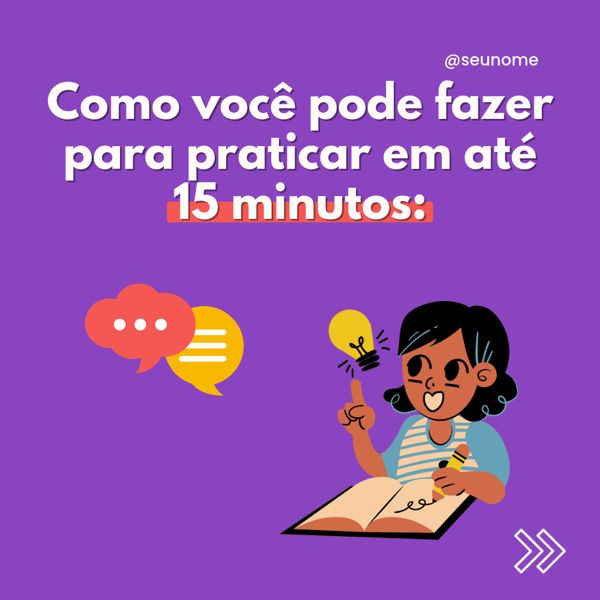 @seunome
Como você pode fazer
para praticar em até
15 minutos: